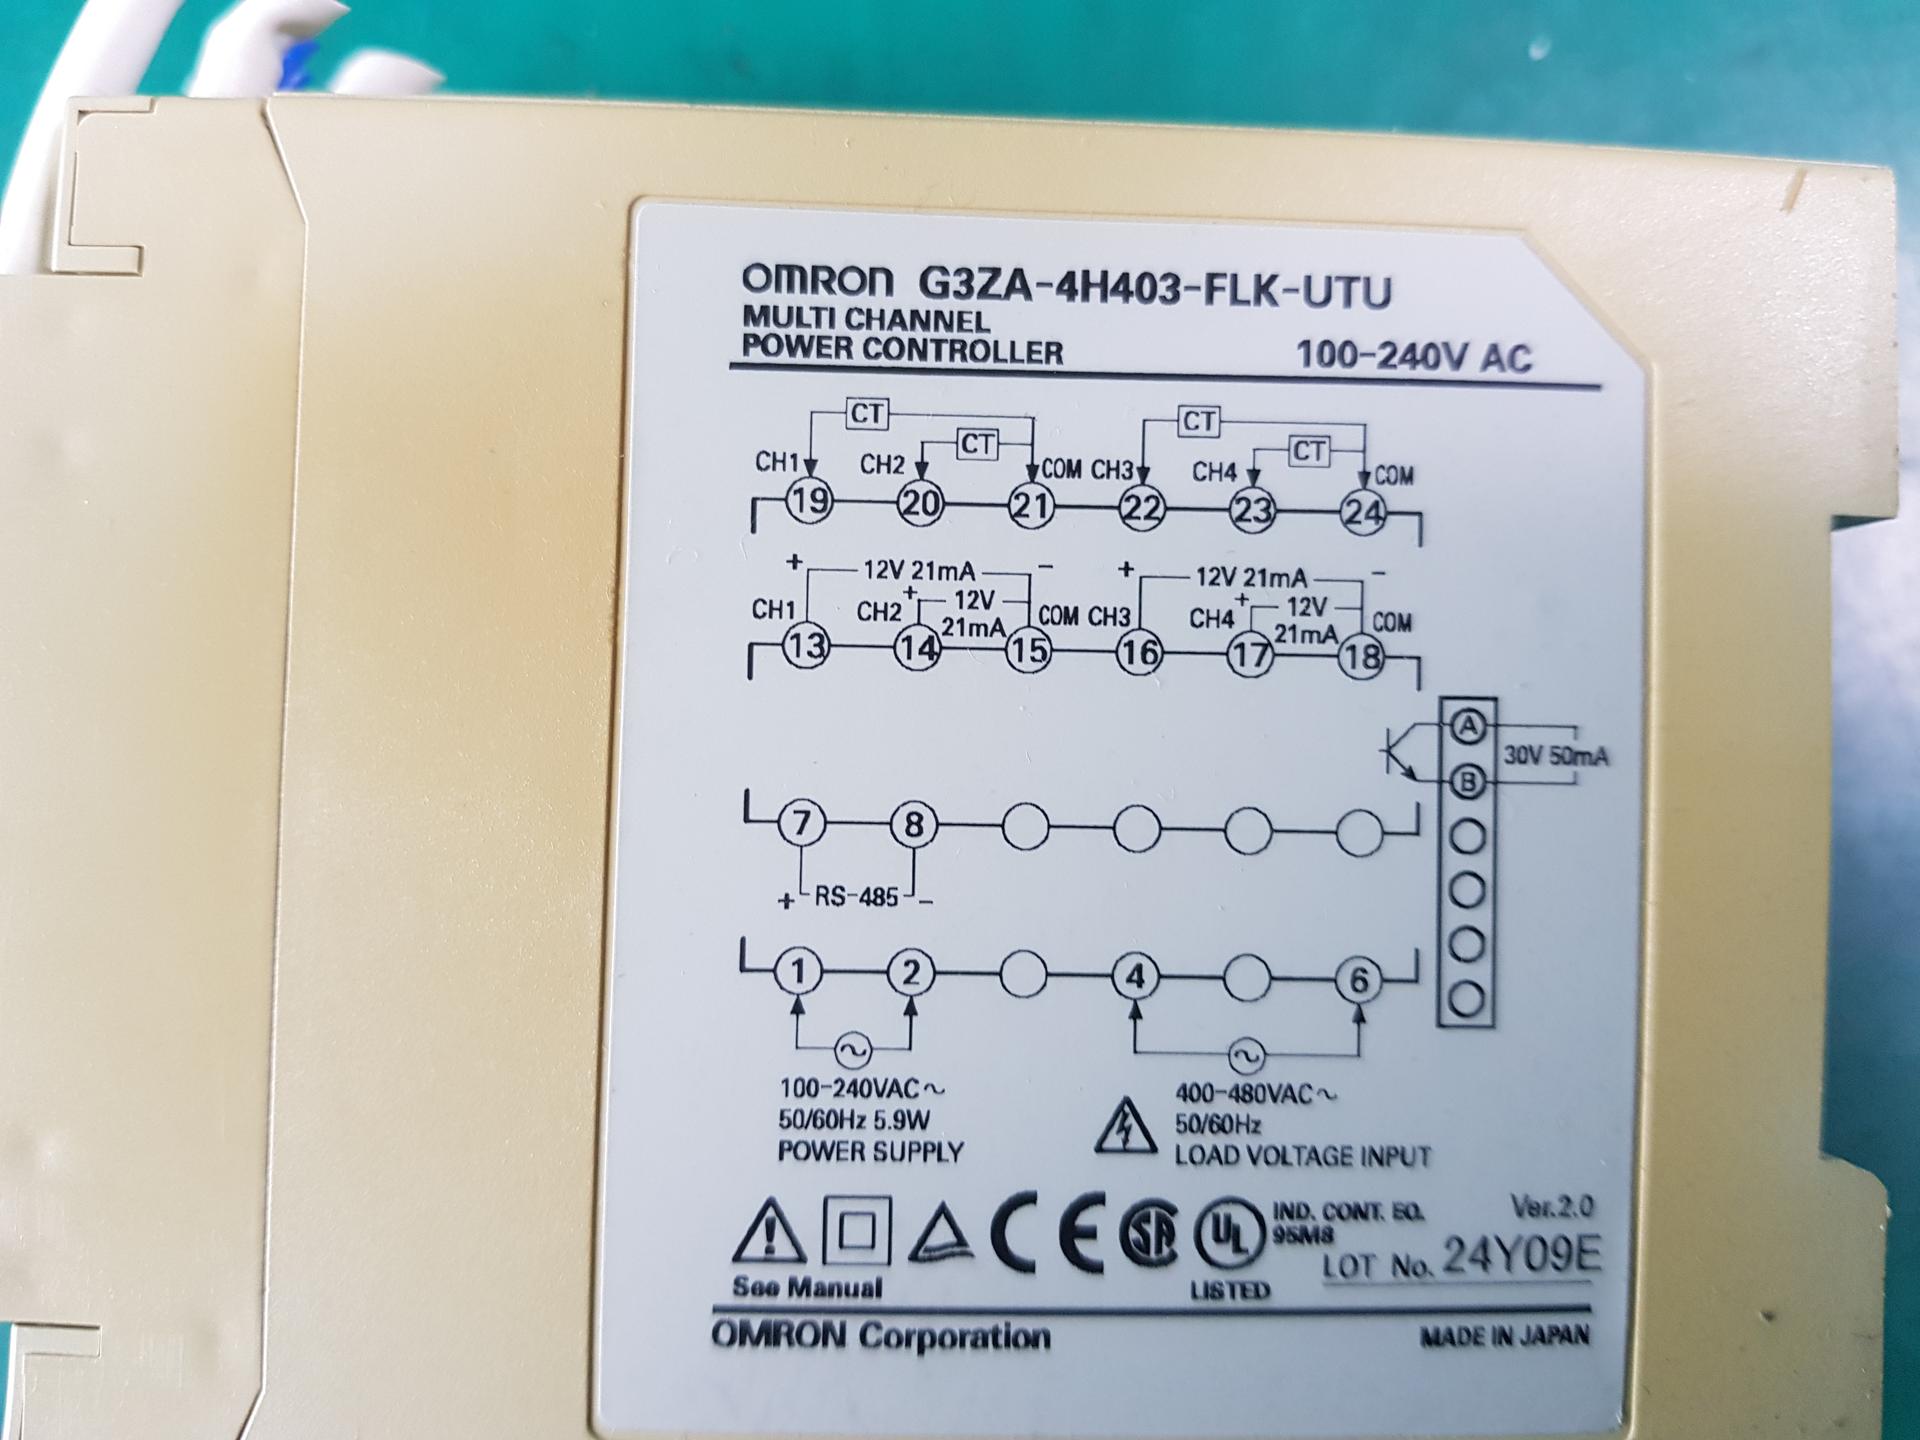 OMRON G3ZA-4H403-FLK-UTU
MULTI CHANNEL
POWER CONTROLLER 100-240V AC
CT CT
CT CT
CH1 CH2 COM CH3 CH4 COM
19 20 21 22 23 24
+ 12V 21mA - + 12V 21mA -
CH1 CH2 + 12V COM CH3 CH4 + 12V COM
21mA 21mA
13 14 15 16 17 18
A
30V 50mA
B
7 8
+ RS-485 -
1 2 4 6
100-240VAC~ 400-480VAC~
50/60Hz 5.9W 50/60Hz
POWER SUPPLY LOAD VOLTAGE INPUT
CE SA UL IND. CONT. EQ. Ver.2.0
95M8
LOT No. 24Y09E
See Manual LISTED
OMRON Corporation MADE IN JAPAN